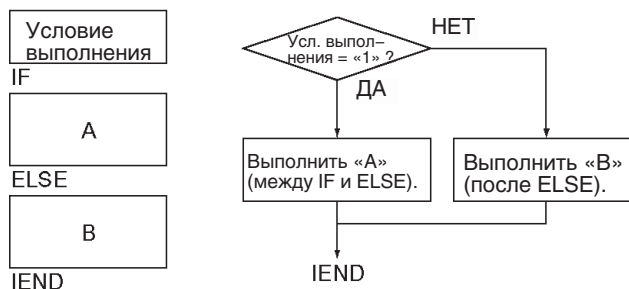 Условие
выполнения
IF
A
ELSE
B
IEND
Усл. выпол–
нения = «1» ?
НЕТ
ДА
Выполнить «A»
(между IF и ELSE).
Выполнить «B»
(после ELSE).
IEND